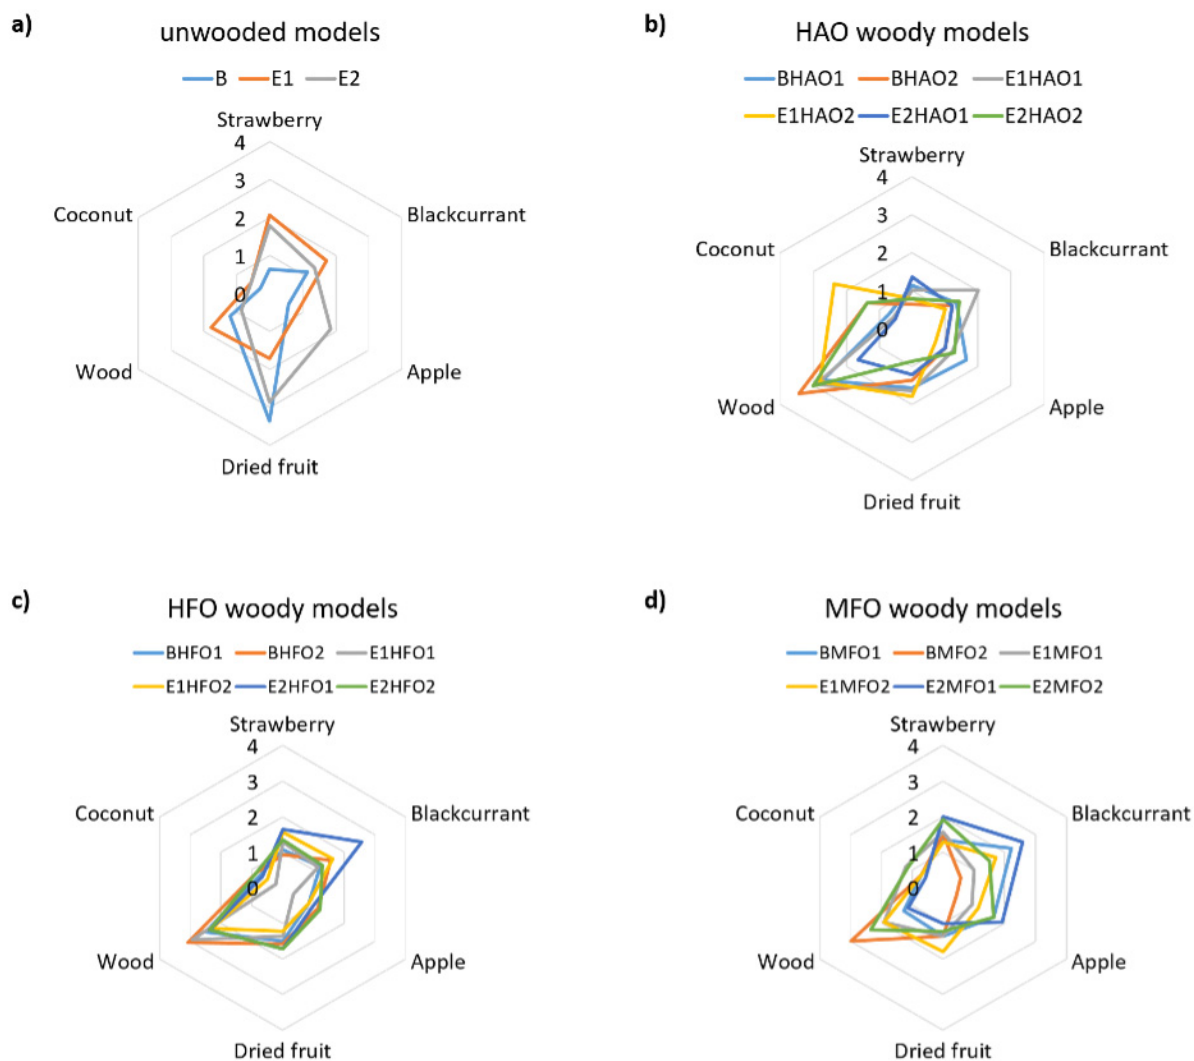 a)
unwooded models
B E1 E2
Strawberry
4
3
2
1
0
Coconut
Blackcurrant
Wood
Apple
Dried fruit
b)
HAO woody models
BHAO1 BHAO2 E1HAO1
E1HAO2 E2HAO1 E2HAO2
Strawberry
4
3
2
1
0
Coconut
Blackcurrant
Wood
Apple
Dried fruit
c)
HFO woody models
BHFO1 BHFO2 E1HFO1
E1HFO2 E2HFO1 E2HFO2
Strawberry
4
3
2
1
0
Coconut
Blackcurrant
Wood
Apple
Dried fruit
d)
MFO woody models
BMFO1 BMFO2 E1MFO1
E1MFO2 E2MFO1 E2MFO2
Strawberry
4
3
2
1
0
Coconut
Blackcurrant
Wood
Apple
Dried fruit